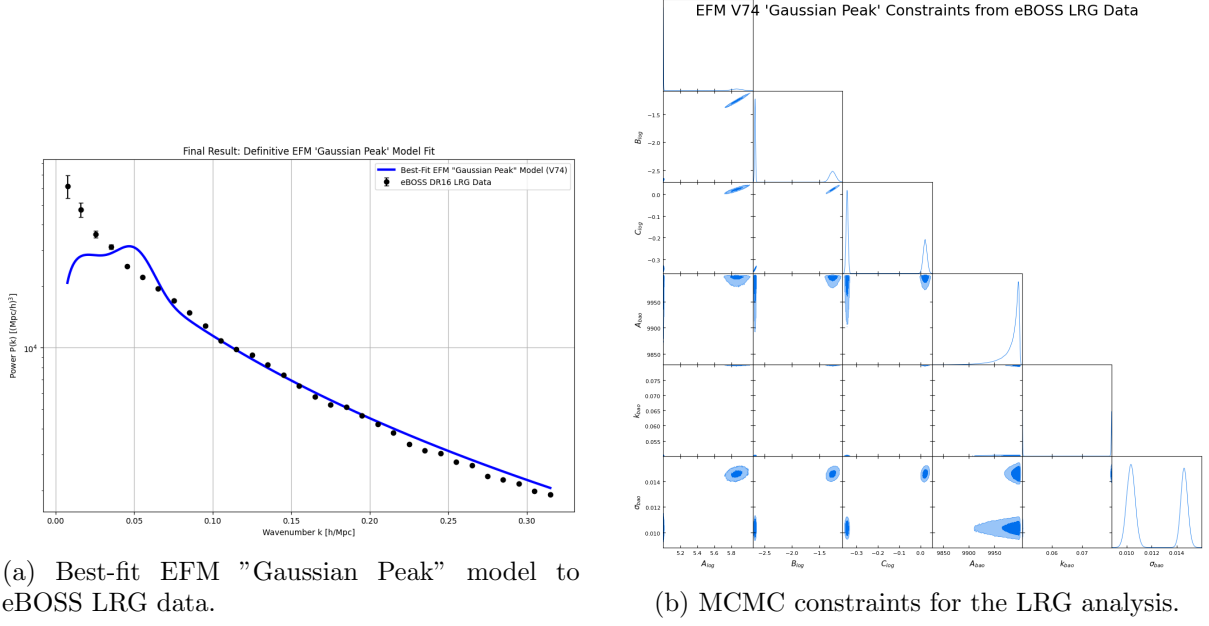 Final Result: Definitive EFM 'Gaussian Peak' Model Fit
Best-Fit EFM "Gaussian Peak" Model (V74)
eBOSS DR16 LRG Data
Power P(k) [(Mpc/h)³]
10⁴
0.00 0.05 0.10 0.15 0.20 0.25 0.30
Wavenumber k [h/Mpc]
(a) Best-fit EFM ”Gaussian Peak” model to
eBOSS LRG data.
EFM V74 'Gaussian Peak' Constraints from eBOSS LRG Data
B_log
−1.5
−2.0
−2.5
C_log
0.0
−0.1
−0.2
−0.3
A_bao
9950
9900
9850
k_bao
0.075
0.070
0.065
0.060
0.055
σ_bao
0.014
0.012
0.010
5.2 5.4 5.6 5.8 −2.5 −2.0 −1.5 −0.3 −0.2 −0.1 0.0 9850 9900 9950 0.06 0.07 0.010 0.012 0.014
A_log B_log C_log A_bao k_bao σ_bao
(b) MCMC constraints for the LRG analysis.